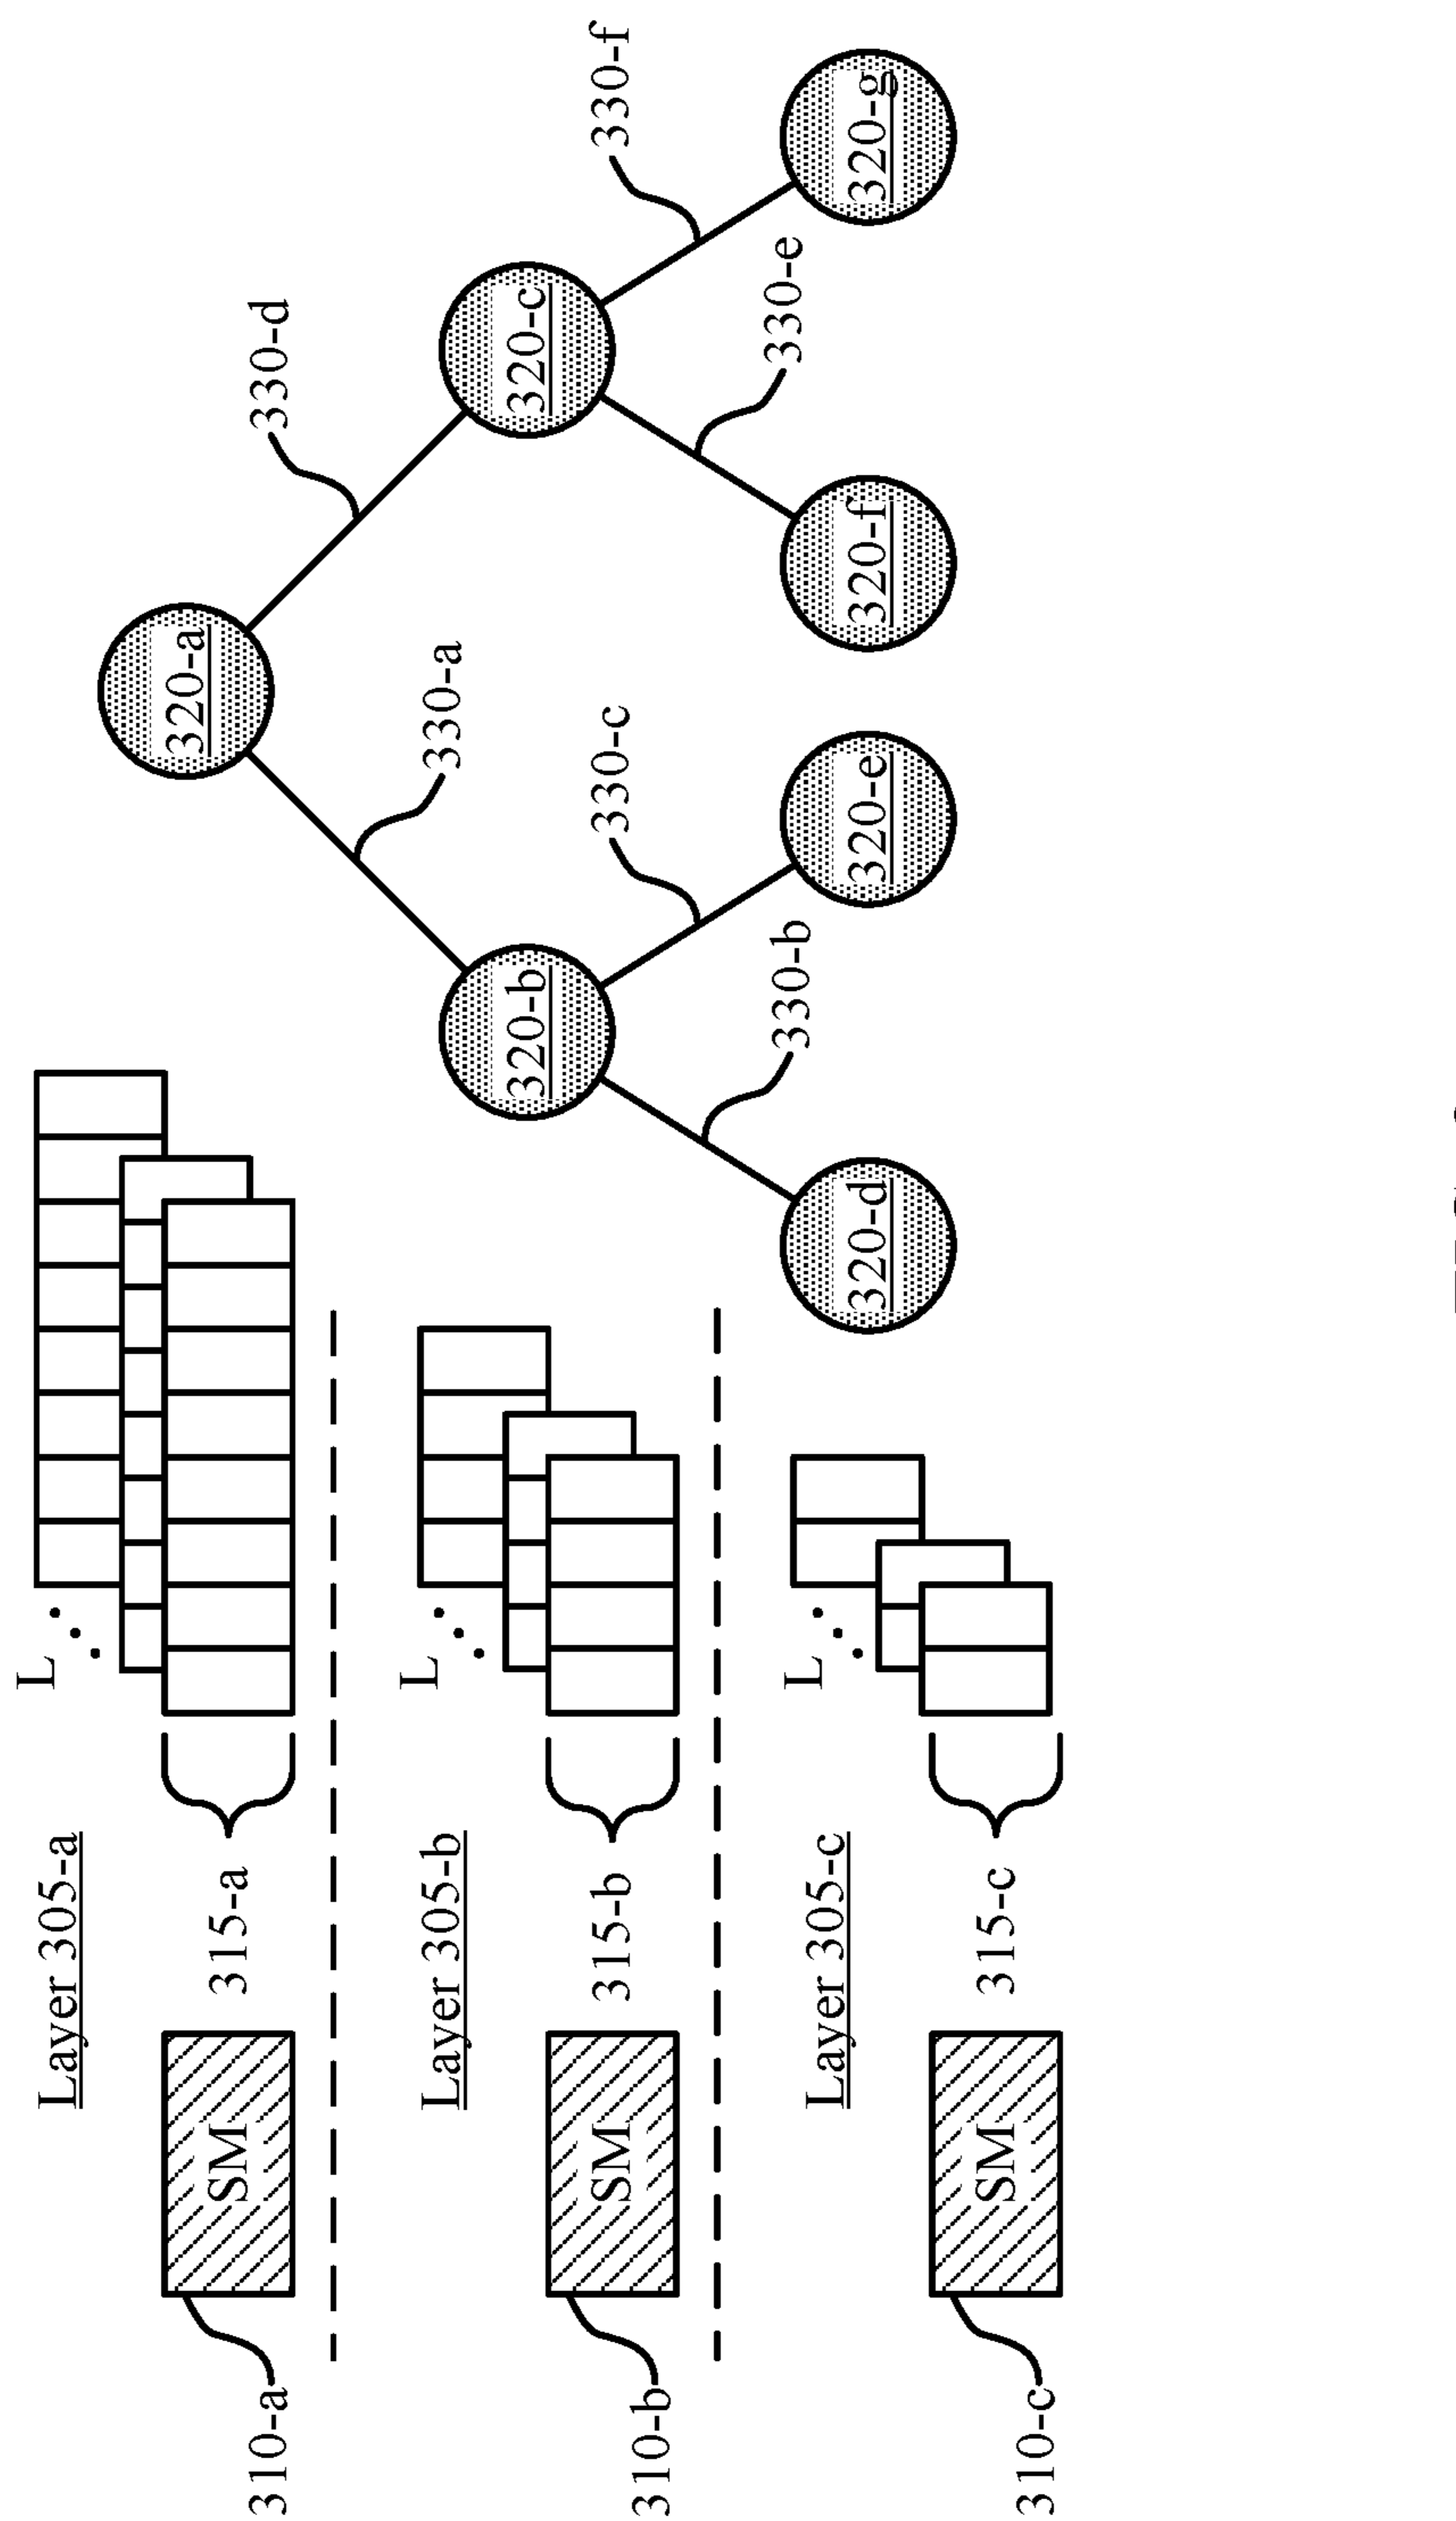 Layer 305-a
L
310-a
SM
315-a
320-a
330-d
330-a
Layer 305-b
L
310-b
SM
315-b
320-b
320-c
330-c
330-f
330-b
330-e
Layer 305-c
L
310-c
SM
315-c
320-d
320-e
320-f
320-g